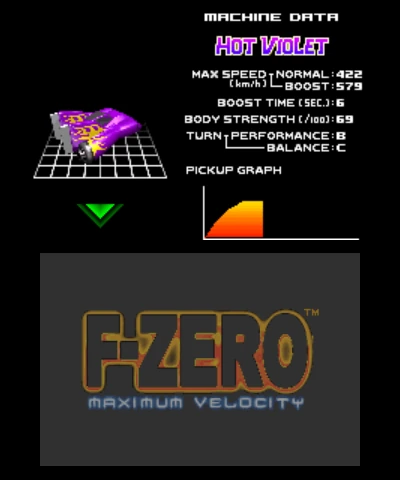 MACHINE DATA
HOT VIOLET
MAX SPEED NORMAL:422
(km/h) BOOST:579
BOOST TIME (SEC.):6
BODY STRENGTH (/100):69
TURN PERFORMANCE:B
BALANCE:C
PICKUP GRAPH
F-ZERO™
MAXIMUM VELOCITY